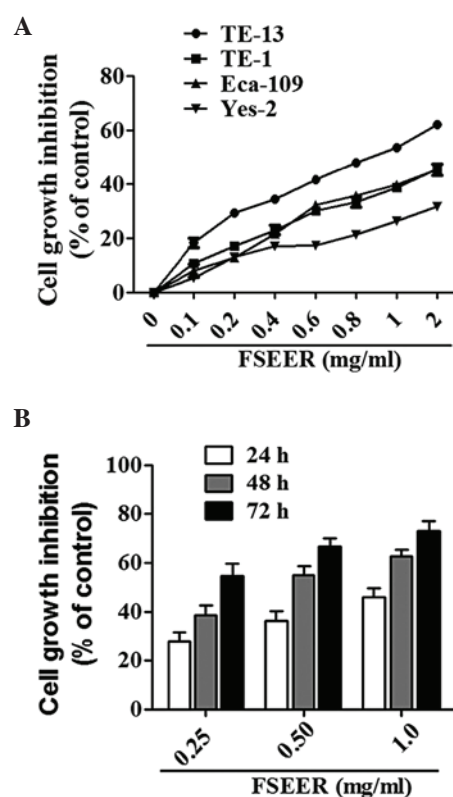 A
TE-13
TE-1
Eca-109
Yes-2
Cell growth inhibition
(% of control)
80
60
40
20
0
0 0.1 0.2 0.4 0.6 0.8 1 2
FSEER (mg/ml)
B
24 h
48 h
72 h
Cell growth inhibition
(% of control)
100
80
60
40
20
0
0.25 0.50 1.0
FSEER (mg/ml)